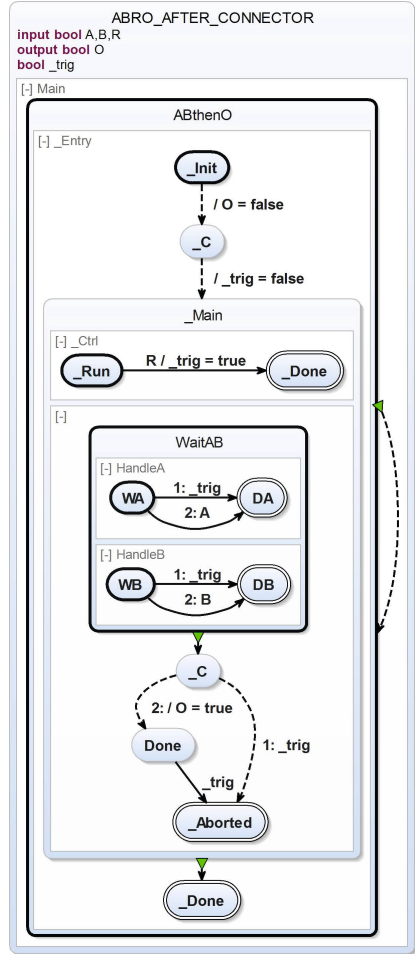 ABRO_AFTER_CONNECTOR
input bool A,B,R
output bool O
bool _trig
[-] Main
ABthenO
[-] _Entry
_Init
/ O = false
_C
/ _trig = false
_Main
[-] _Ctrl
_Run
R / _trig = true
_Done
[-]
WaitAB
[-] HandleA
WA
1: _trig
2: A
DA
[-] HandleB
WB
1: _trig
2: B
DB
_C
2: / O = true
1: _trig
Done
_trig
_Aborted
_Done